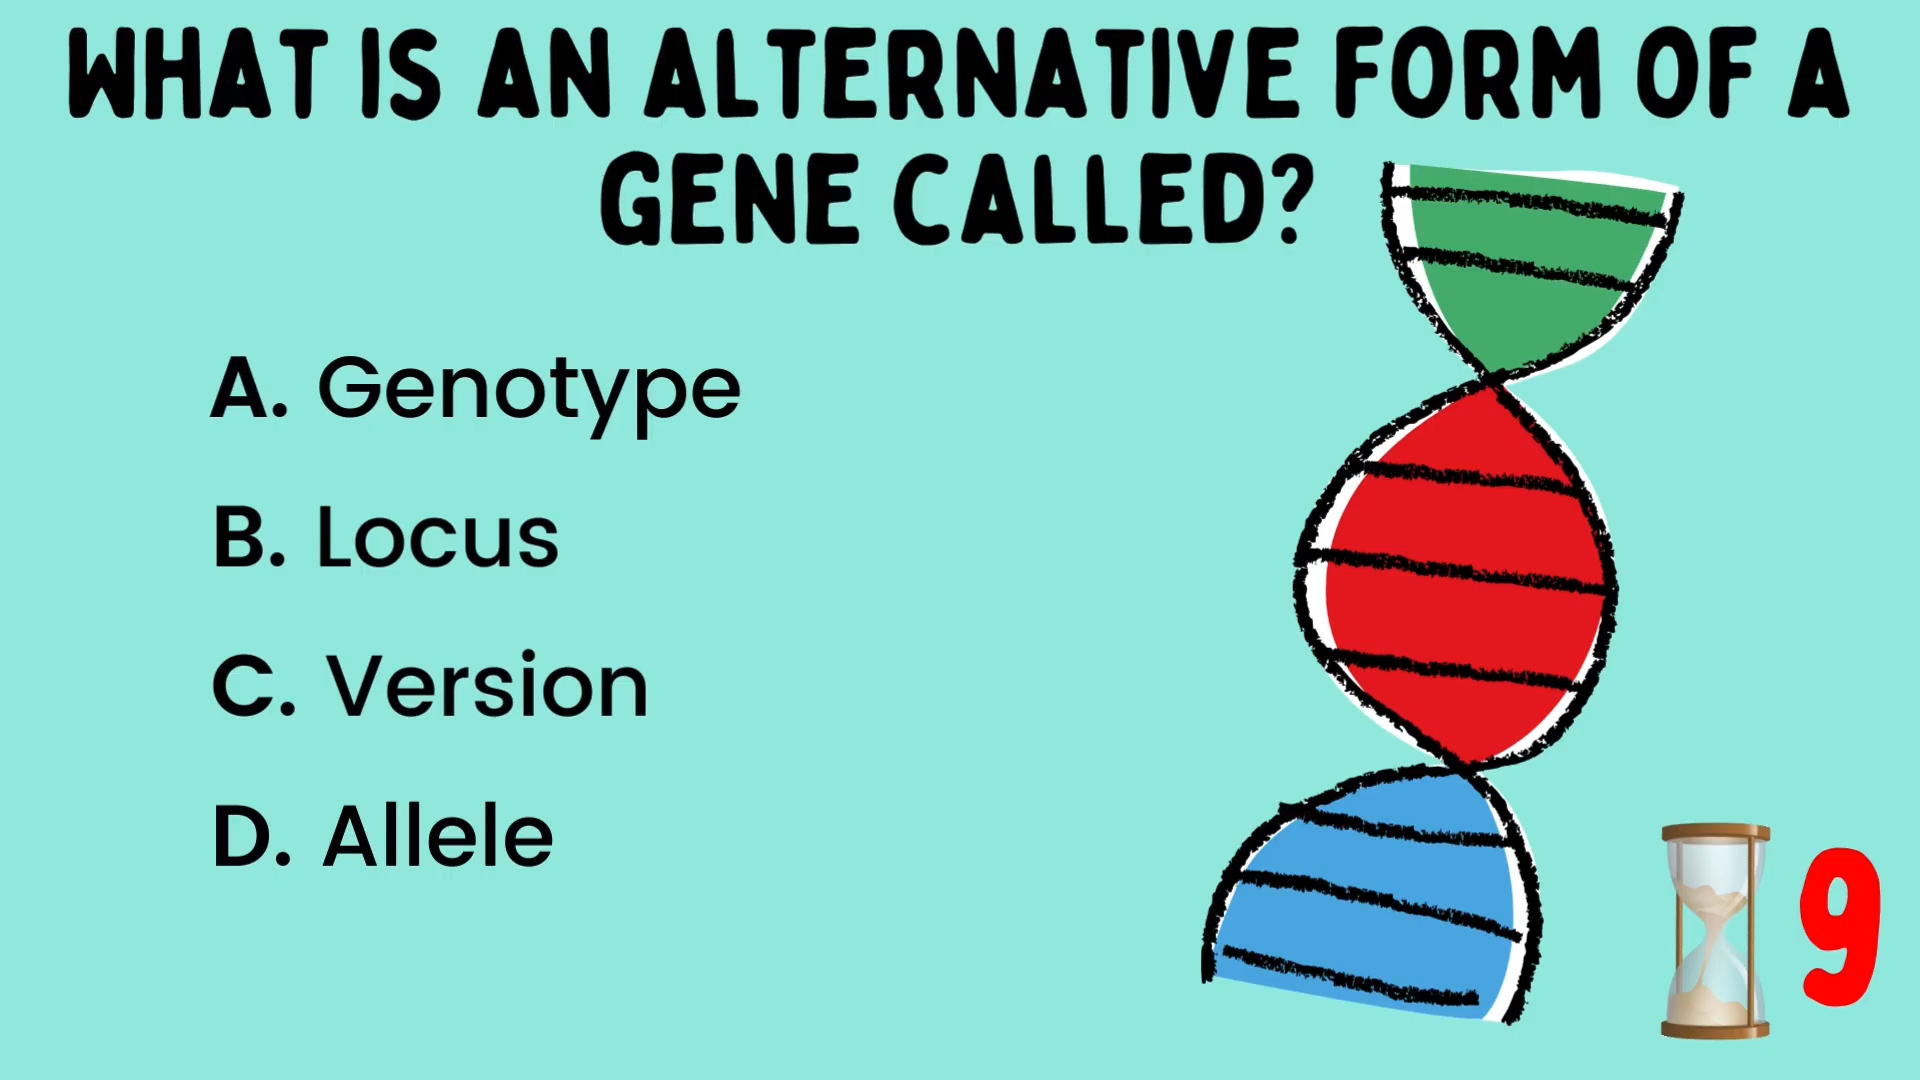 WHAT IS AN ALTERNATIVE FORM OF A
GENE CALLED?
A. Genotype
B. Locus
C. Version
D. Allele
9